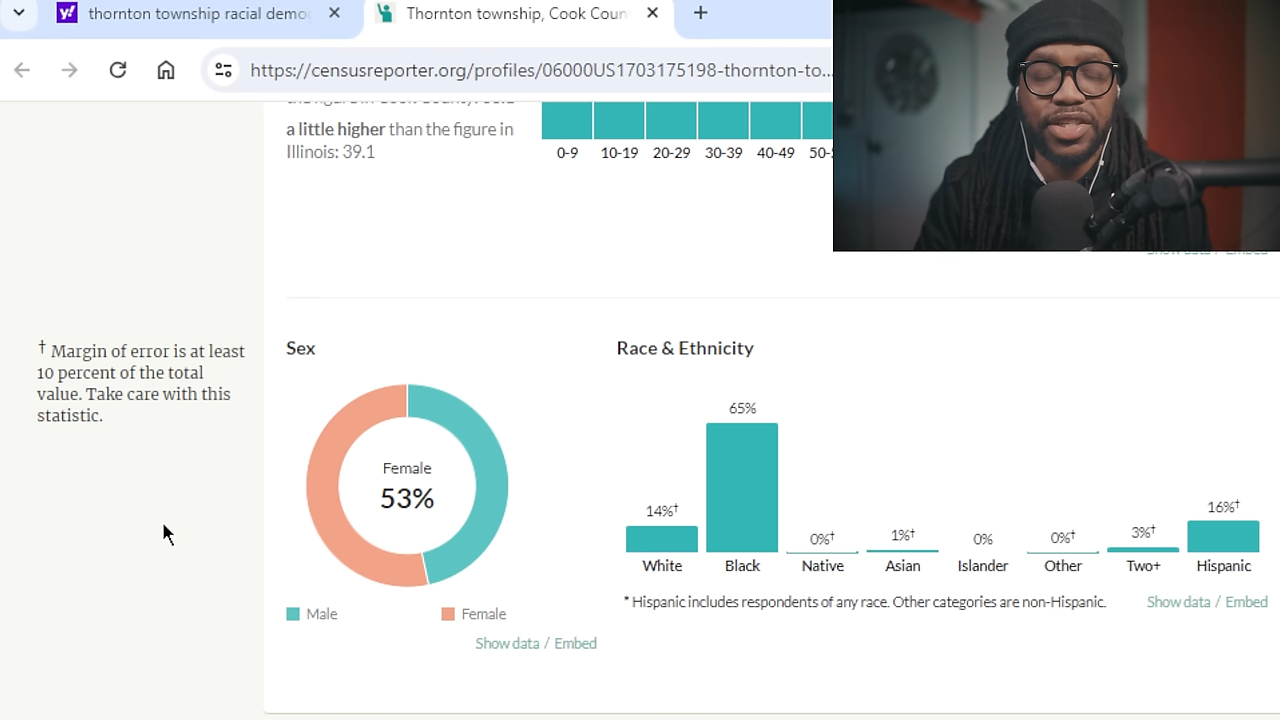 thornton township racial demo
Thornton township, Cook Coun
https://censusreporter.org/profiles/06000US1703175198-thornton-to...
a little higher than the figure in
Illinois: 39.1
0-9 10-19 20-29 30-39 40-49
† Margin of error is at least
10 percent of the total
value. Take care with this
statistic.
Sex
Female
53%
Male Female
Show data / Embed
Race & Ethnicity
14%† 65% 0%† 1%† 0% 0%† 3%† 16%†
White Black Native Asian Islander Other Two+ Hispanic
* Hispanic includes respondents of any race. Other categories are non-Hispanic.
Show data / Embed